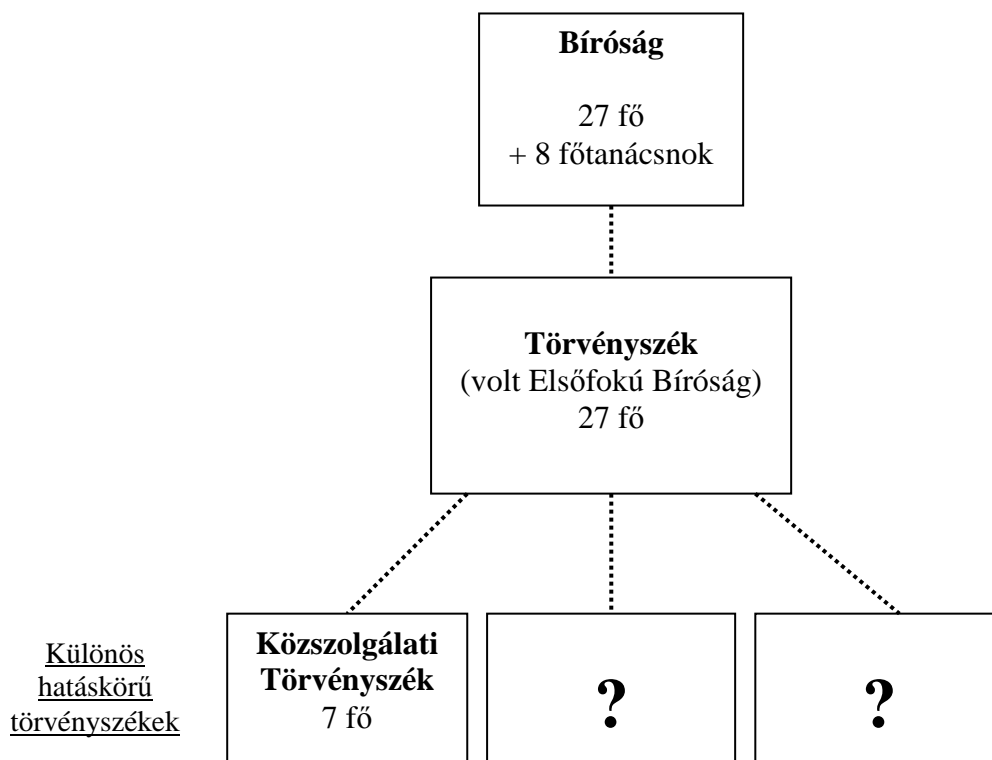 Bíróság
27 fő
+ 8 főtanácsnok
Törvényszék
(volt Elsőfokú Bíróság)
27 fő
Különös
hatáskörű
törvényszékek
Közszolgálati
Törvényszék
7 fő
?
?